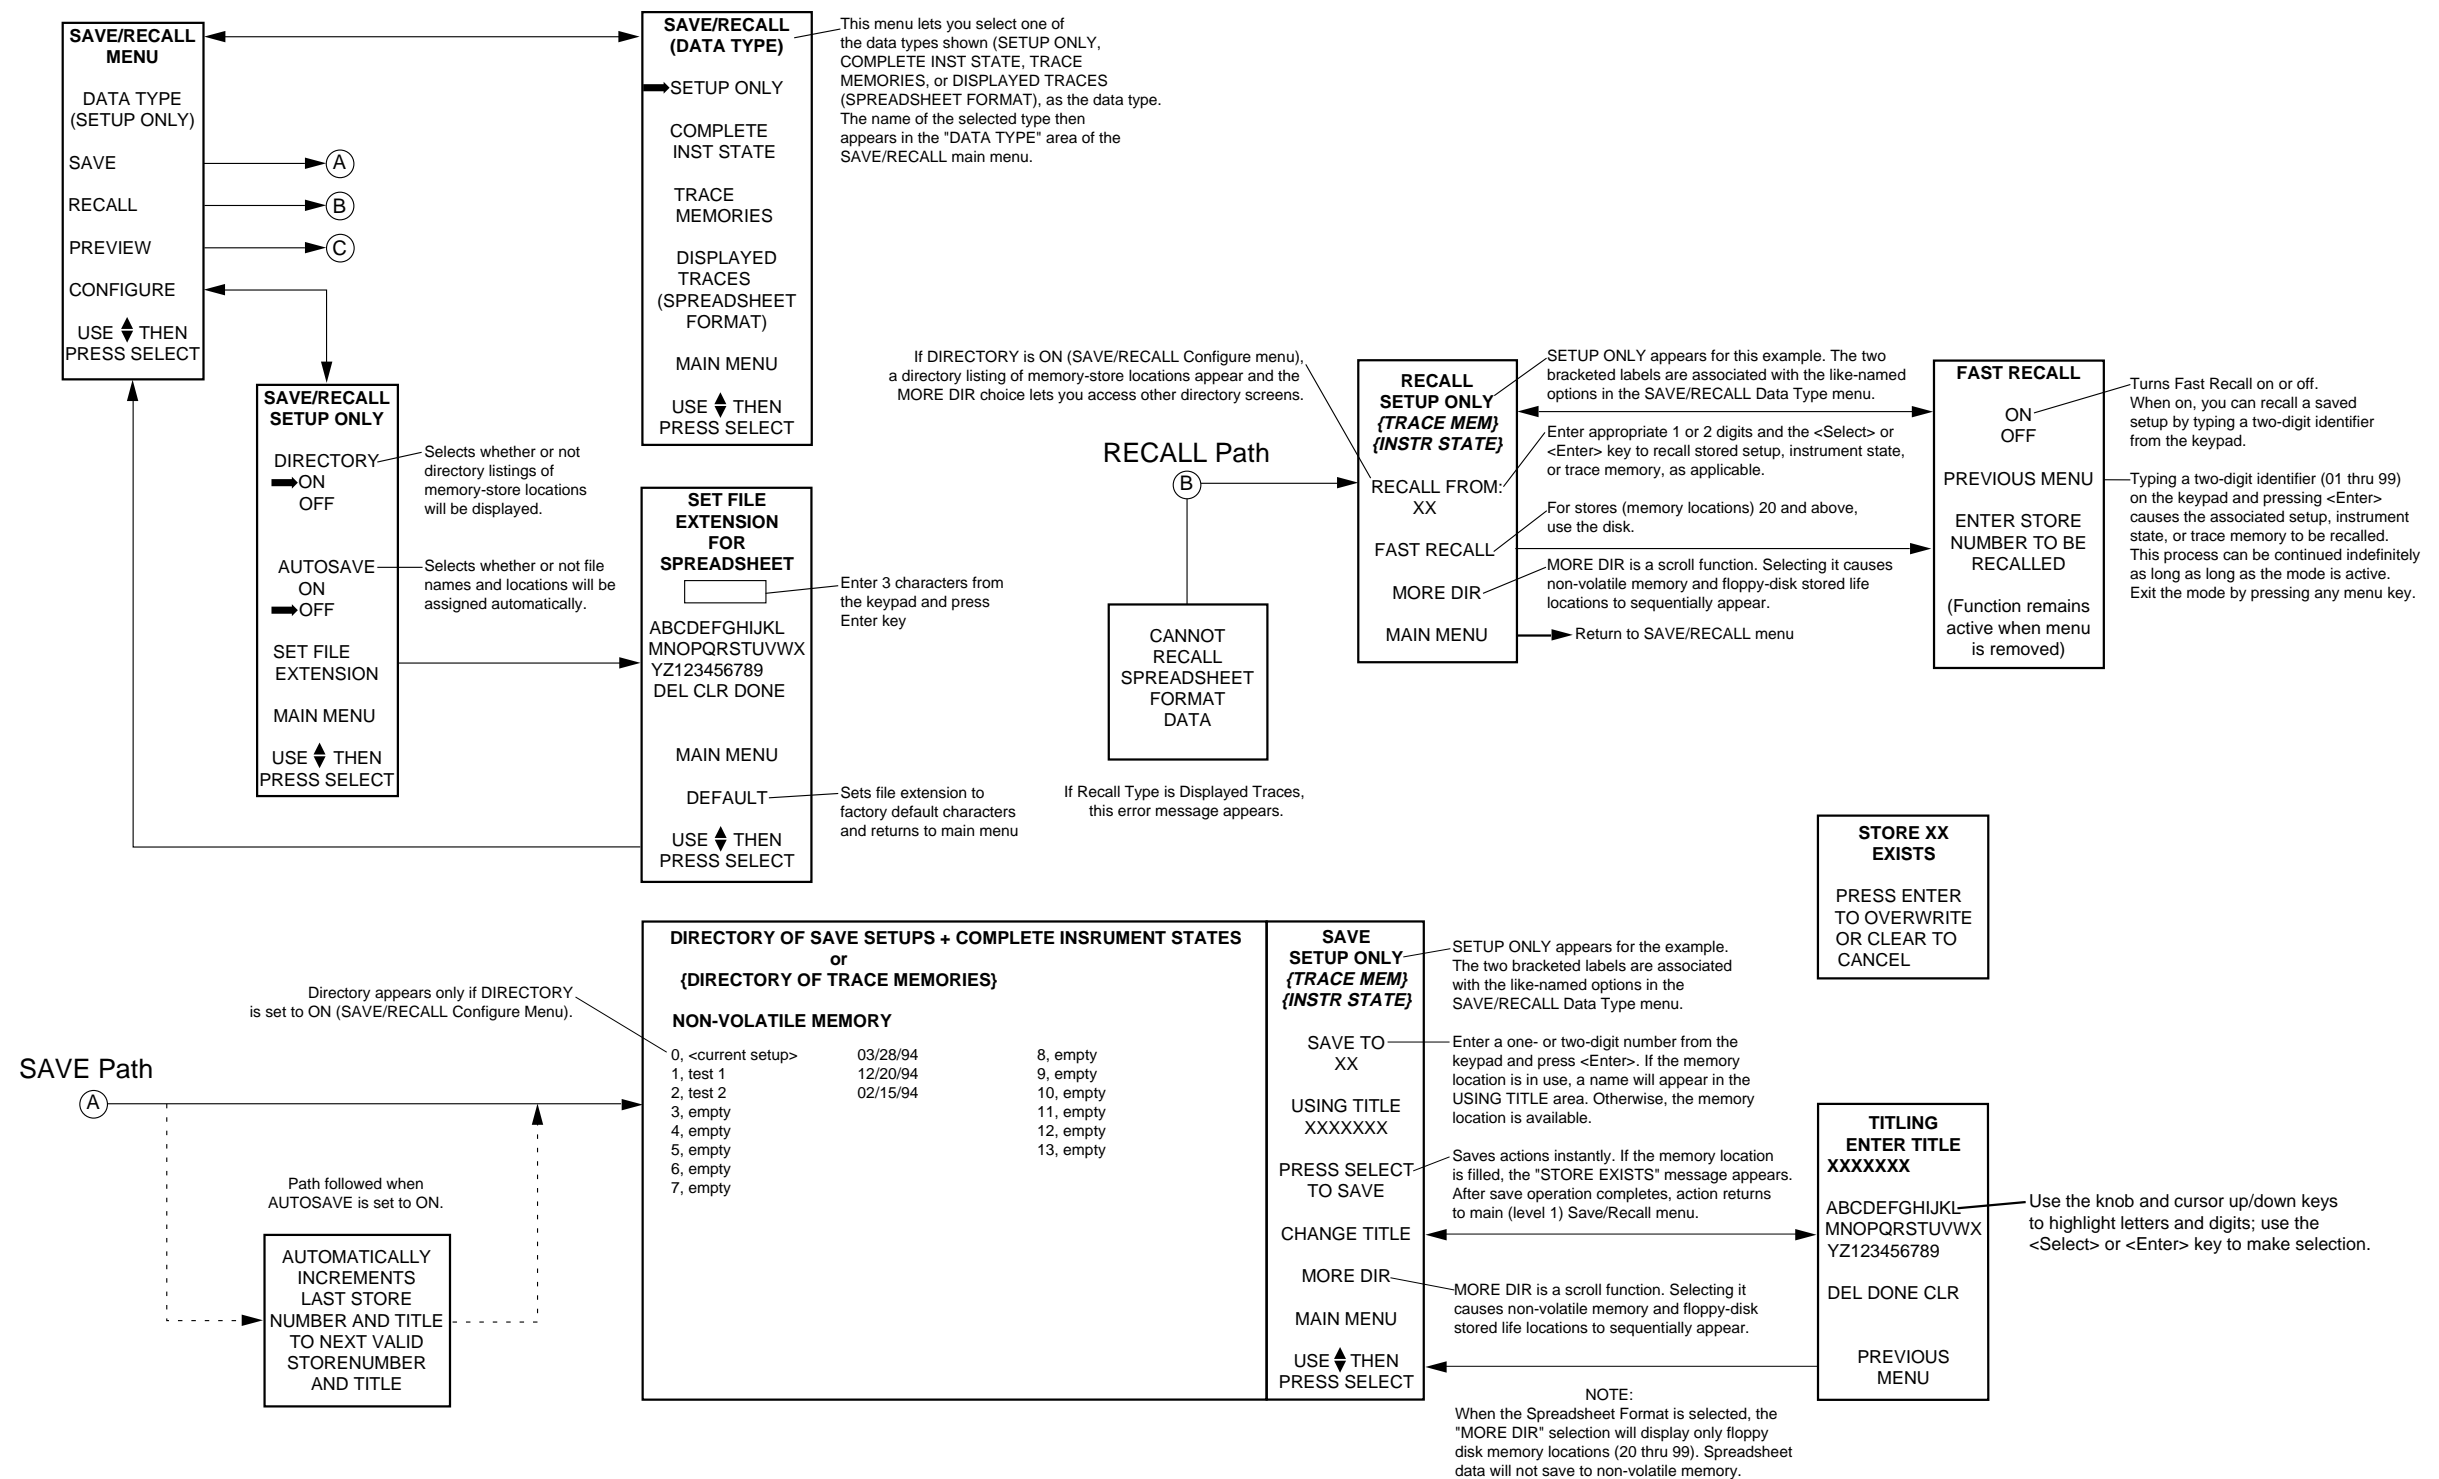 SAVE/RECALL
MENU
DATA TYPE
(SETUP ONLY)
SAVE
RECALL
PREVIEW
CONFIGURE
USE THEN
PRESS SELECT
A
B
C
SAVE/RECALL
(DATA TYPE)
SETUP ONLY
COMPLETE
INST STATE
TRACE
MEMORIES
DISPLAYED
TRACES
(SPREADSHEET
FORMAT)
MAIN MENU
USE THEN
PRESS SELECT
This menu lets you select one of
the data types shown (SETUP ONLY,
COMPLETE INST STATE, TRACE
MEMORIES, or DISPLAYED TRACES
(SPREADSHEET FORMAT), as the data type.
The name of the selected type then
appears in the "DATA TYPE" area of the
SAVE/RECALL main menu.
SAVE/RECALL
SETUP ONLY
DIRECTORY
ON
OFF
AUTOSAVE
ON
OFF
SET FILE
EXTENSION
MAIN MENU
USE THEN
PRESS SELECT
Selects whether or not
directory listings of
memory-store locations
will be displayed.
Selects whether or not file
names and locations will be
assigned automatically.
SET FILE
EXTENSION
FOR
SPREADSHEET
ABCDEFGHIJKL
MNOPQRSTUVWX
YZ123456789
DEL CLR DONE
MAIN MENU
DEFAULT
USE THEN
PRESS SELECT
Enter 3 characters from
the keypad and press
Enter key
Sets file extension to
factory default characters
and returns to main menu
If DIRECTORY is ON (SAVE/RECALL Configure menu),
a directory listing of memory-store locations appear and the
MORE DIR choice lets you access other directory screens.
RECALL Path
B
CANNOT
RECALL
SPREADSHEET
FORMAT
DATA
If Recall Type is Displayed Traces,
this error message appears.
RECALL
SETUP ONLY
{TRACE MEM}
{INSTR STATE}
RECALL FROM:
XX
FAST RECALL
MORE DIR
MAIN MENU
SETUP ONLY appears for this example. The two
bracketed labels are associated with the like-named
options in the SAVE/RECALL Data Type menu.
Enter appropriate 1 or 2 digits and the <Select> or
<Enter> key to recall stored setup, instrument state,
or trace memory, as applicable.
For stores (memory locations) 20 and above,
use the disk.
MORE DIR is a scroll function. Selecting it causes
non-volatile memory and floppy-disk stored life
locations to sequentially appear.
Return to SAVE/RECALL menu
FAST RECALL
ON
OFF
PREVIOUS MENU
ENTER STORE
NUMBER TO BE
RECALLED
(Function remains
active when menu
is removed)
Turns Fast Recall on or off.
When on, you can recall a saved
setup by typing a two-digit identifier
from the keypad.
Typing a two-digit identifier (01 thru 99)
on the keypad and pressing <Enter>
causes the associated setup, instrument
state, or trace memory to be recalled.
This process can be continued indefinitely
as long as long as the mode is active.
Exit the mode by pressing any menu key.
STORE XX
EXISTS
PRESS ENTER
TO OVERWRITE
OR CLEAR TO
CANCEL
SAVE Path
A
Directory appears only if DIRECTORY
is set to ON (SAVE/RECALL Configure Menu).
Path followed when
AUTOSAVE is set to ON.
AUTOMATICALLY
INCREMENTS
LAST STORE
NUMBER AND TITLE
TO NEXT VALID
STORENUMBER
AND TITLE
DIRECTORY OF SAVE SETUPS + COMPLETE INSRUMENT STATES
or
{DIRECTORY OF TRACE MEMORIES}
NON-VOLATILE MEMORY
0, <current setup> 03/28/94 8, empty
1, test 1 12/20/94 9, empty
2, test 2 02/15/94 10, empty
3, empty 11, empty
4, empty 12, empty
5, empty 13, empty
6, empty
7, empty
SAVE
SETUP ONLY
{TRACE MEM}
{INSTR STATE}
SAVE TO
XX
USING TITLE
XXXXXXX
PRESS SELECT
TO SAVE
CHANGE TITLE
MORE DIR
MAIN MENU
USE THEN
PRESS SELECT
SETUP ONLY appears for the example.
The two bracketed labels are associated
with the like-named options in the
SAVE/RECALL Data Type menu.
Enter a one- or two-digit number from the
keypad and press <Enter>. If the memory
location is in use, a name will appear in the
USING TITLE area. Otherwise, the memory
location is available.
Saves actions instantly. If the memory location
is filled, the "STORE EXISTS" message appears.
After save operation completes, action returns
to main (level 1) Save/Recall menu.
MORE DIR is a scroll function. Selecting it
causes non-volatile memory and floppy-disk
stored life locations to sequentially appear.
NOTE:
When the Spreadsheet Format is selected, the
"MORE DIR" selection will display only floppy
disk memory locations (20 thru 99). Spreadsheet
data will not save to non-volatile memory.
TITLING
ENTER TITLE
XXXXXXX
ABCDEFGHIJKL
MNOPQRSTUVWX
YZ123456789
DEL DONE CLR
PREVIOUS
MENU
Use the knob and cursor up/down keys
to highlight letters and digits; use the
<Select> or <Enter> key to make selection.